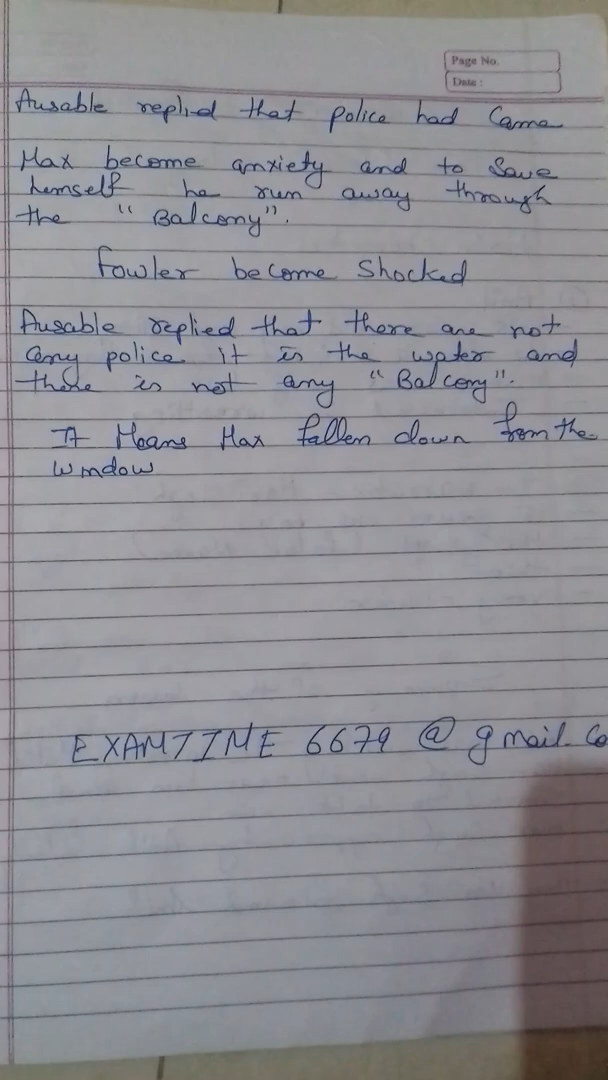 Page No.
Date :
Ausable replied that police had Came
Max become anxiety and to Save
himself he run away through
the "Balcony".
Fowler become Shocked
Ausable replied that there are not
any police it is the water and
there is not any "Balcony".
It Means Max fallen down from the
window
EXAMTIME 6679 @ gmail. Co